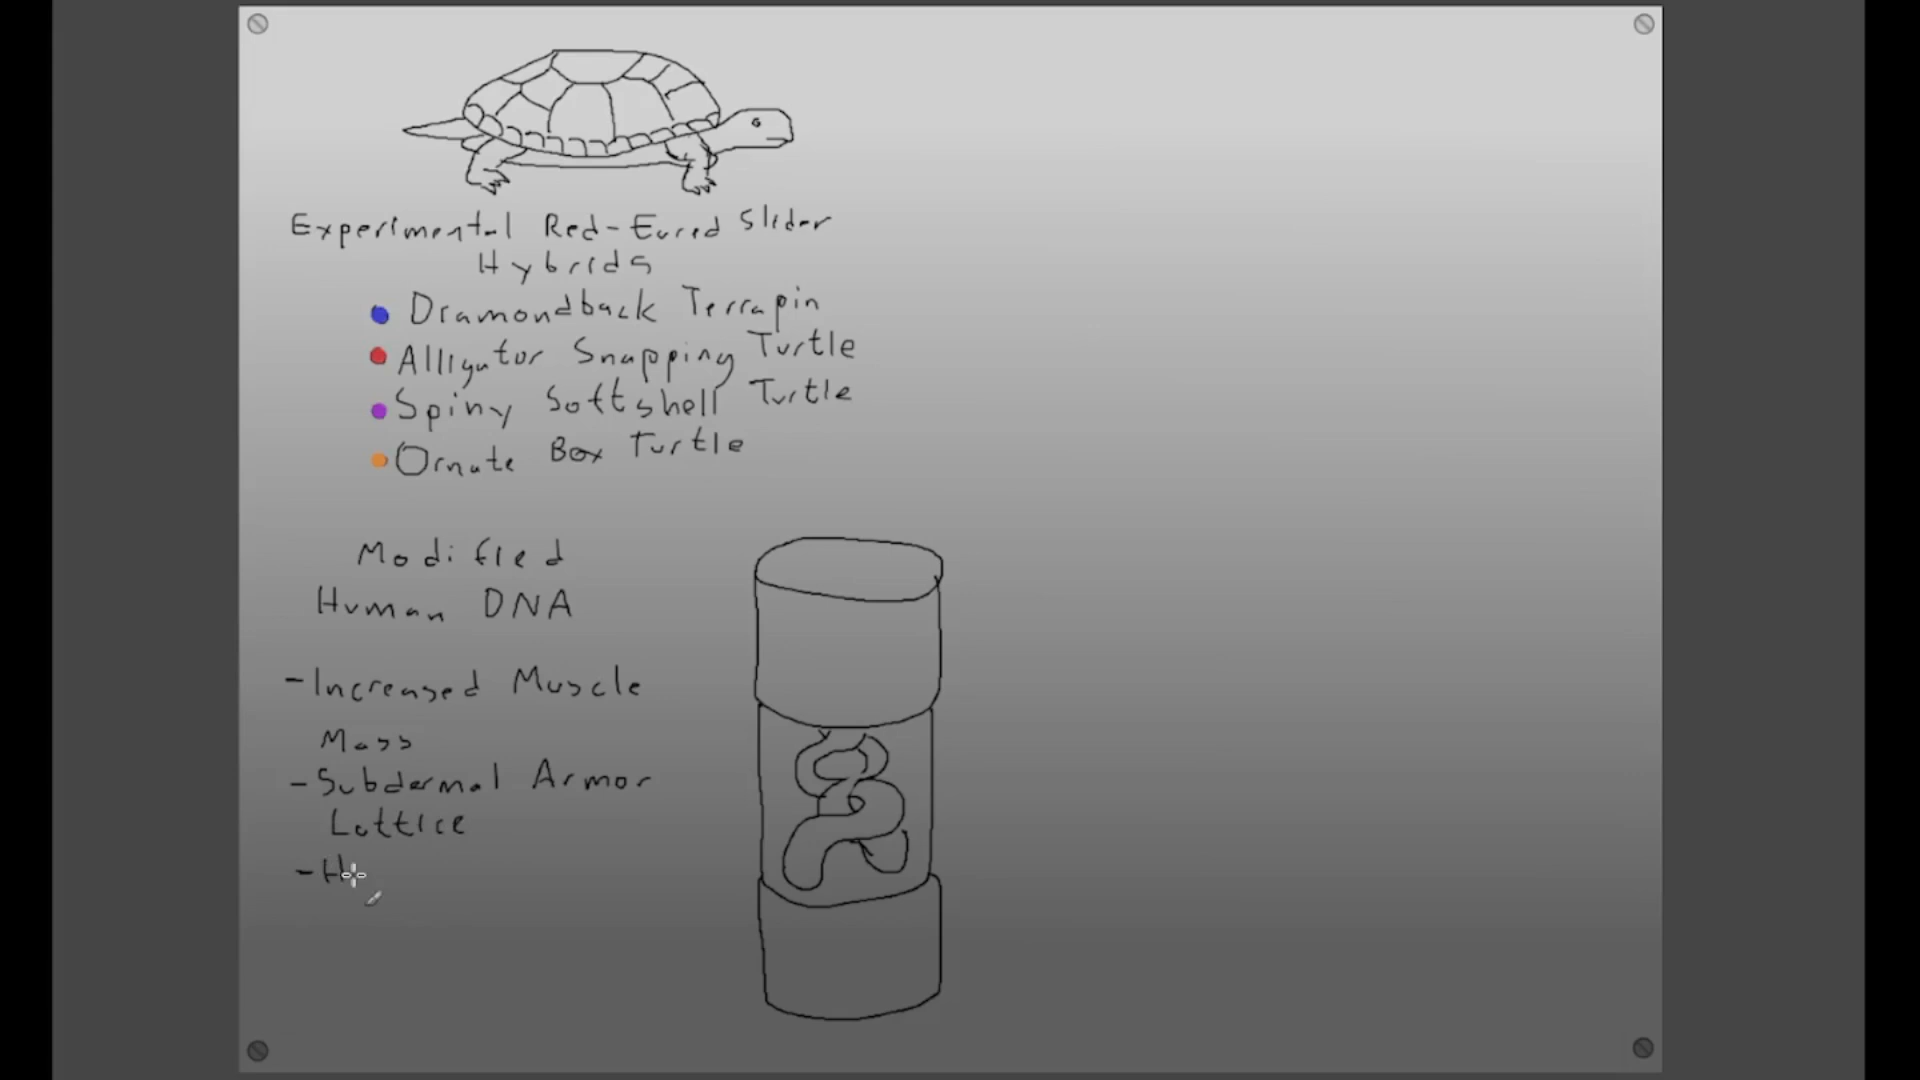 Experimental Red-Eured Slider
Hybrids
Diamondback Terrapin
Alligator Snapping Turtle
Spiny Softshell Turtle
Ornate Box Turtle
Modified
Human DNA
-Increased Muscle
Mass
-Subdermal Armor
Lattice
-H